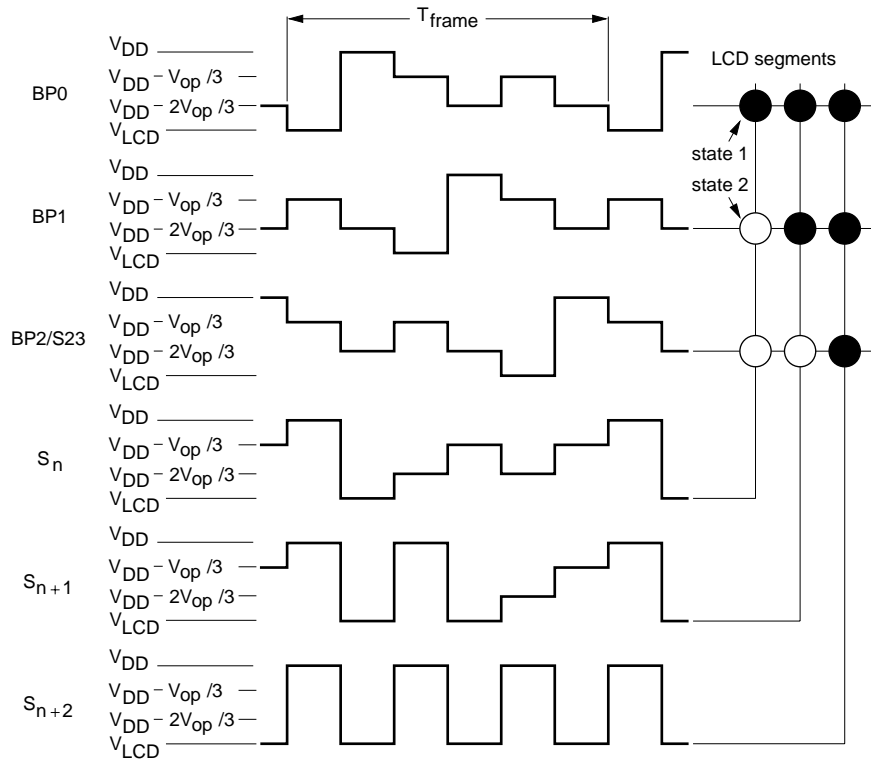 T frame
LCD segments
state 1
state 2
BP0
VDD
VDD - Vop /3
VDD - 2Vop /3
VLCD
BP1
VDD
VDD - Vop /3
VDD - 2Vop /3
VLCD
BP2/S23
VDD
VDD - Vop /3
VDD - 2Vop /3
VLCD
Sn
VDD
VDD - Vop /3
VDD - 2Vop /3
VLCD
Sn + 1
VDD
VDD - Vop /3
VDD - 2Vop /3
VLCD
Sn + 2
VDD
VDD - Vop /3
VDD - 2Vop /3
VLCD